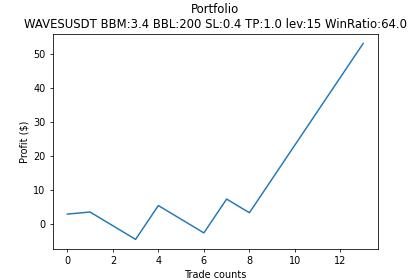 Portfolio
WAVESUSDT BBM:3.4 BBL:200 SL:0.4 TP:1.0 lev:15 WinRatio:64.0
50
40
30
20
10
0
Profit ($)
0 2 4 6 8 10 12
Trade counts